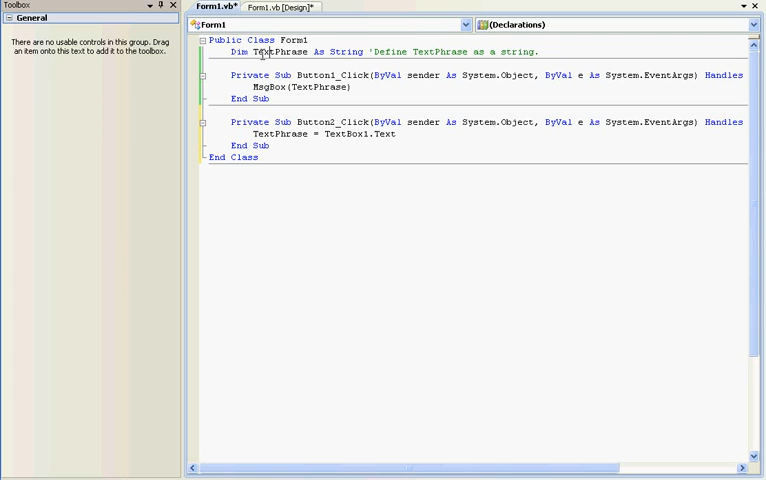 Toolbox
General
There are no usable controls in this group. Drag
an item onto this text to add it to the toolbox.
Form1.vb* Form1.vb [Design]*
Form1 (Declarations)
Public Class Form1
Dim TextPhrase As String 'Define TextPhrase as a string.
Private Sub Button1_Click(ByVal sender As System.Object, ByVal e As System.EventArgs) Handles
MsgBox(TextPhrase)
End Sub
Private Sub Button2_Click(ByVal sender As System.Object, ByVal e As System.EventArgs) Handles
TextPhrase = TextBox1.Text
End Sub
End Class